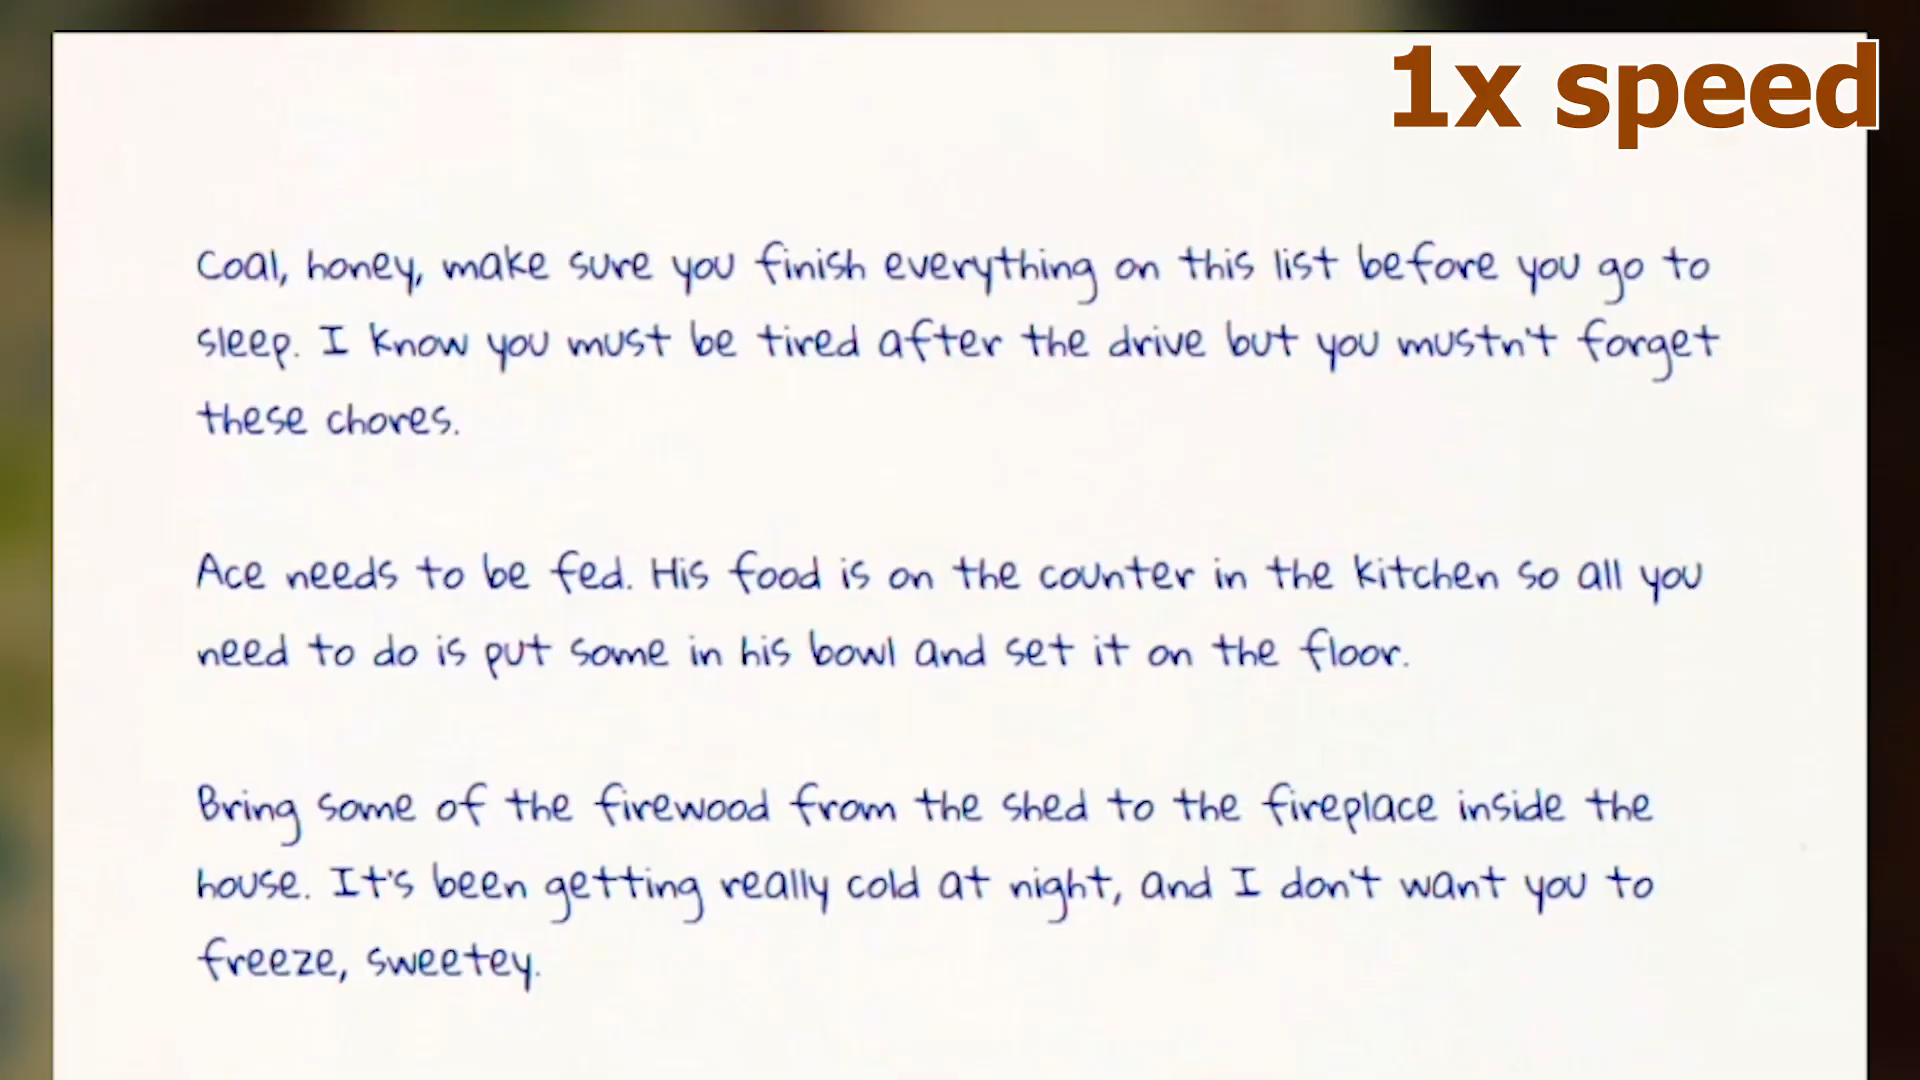 1x speed
Coal, honey, make sure you finish everything on this list before you go to
sleep. I know you must be tired after the drive but you mustn't forget
these chores.
Ace needs to be fed. His food is on the counter in the kitchen so all you
need to do is put some in his bowl and set it on the floor.
Bring some of the firewood from the shed to the fireplace inside the
house. It's been getting really cold at night, and I don't want you to
freeze, sweetey.